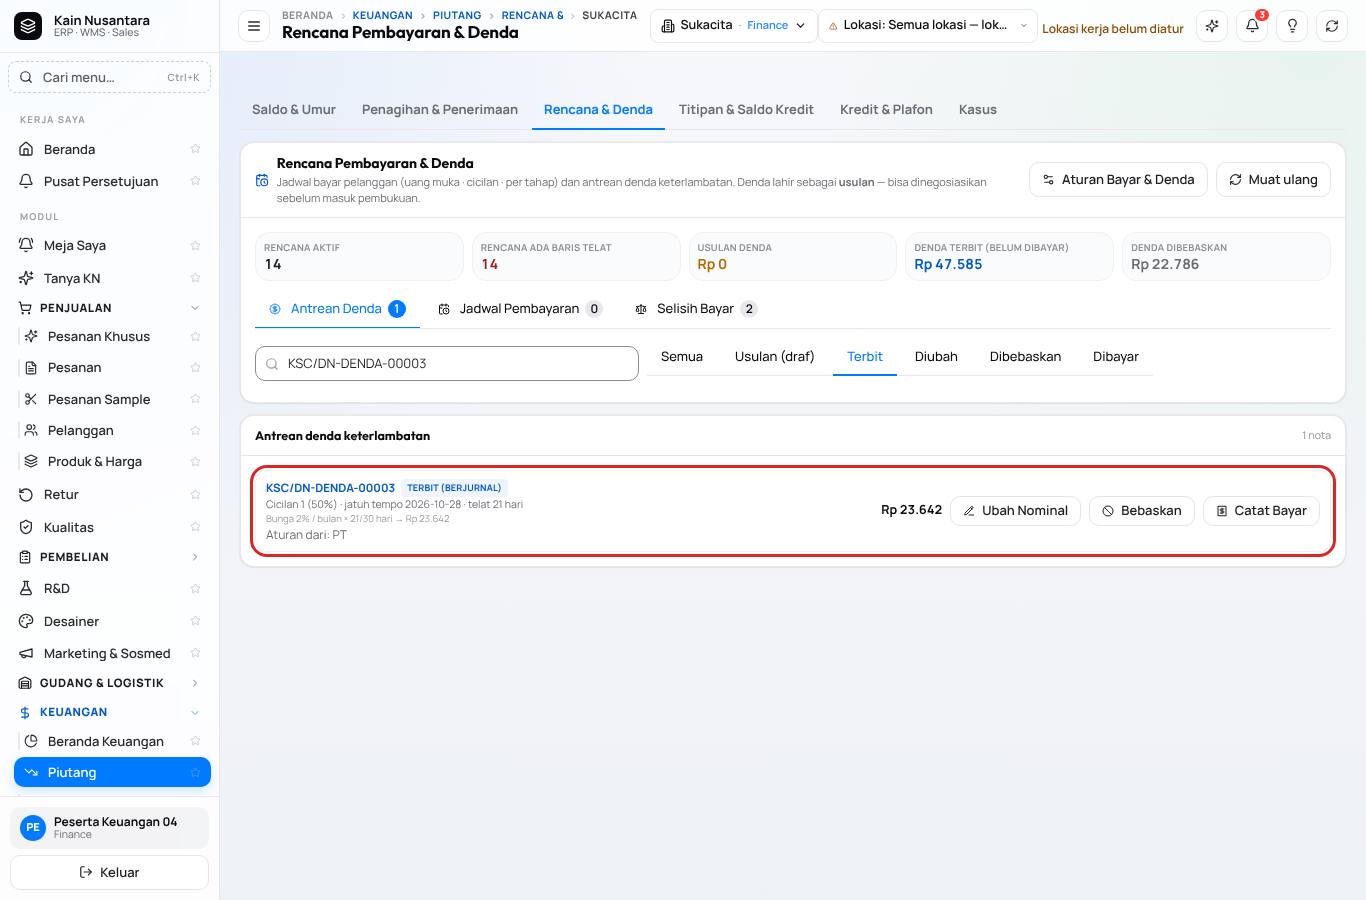 Kain Nusantara
ERP · WMS · Sales
Cari menu... Ctrl+K
KERJA SAYA
Beranda
Pusat Persetujuan
MODUL
Meja Saya
Tanya KN
PENJUALAN
Pesanan Khusus
Pesanan
Pesanan Sample
Pelanggan
Produk & Harga
Retur
Kualitas
PEMBELIAN
R&D
Desainer
Marketing & Sosmed
GUDANG & LOGISTIK
KEUANGAN
Beranda Keuangan
Piutang
PE Peserta Keuangan 04
Finance
Keluar
BERANDA › KEUANGAN › PIUTANG › RENCANA & › SUKACITA
Rencana Pembayaran & Denda
Sukacita · Finance
Lokasi: Semua lokasi — lok...
Lokasi kerja belum diatur
3
Saldo & Umur Penagihan & Penerimaan Rencana & Denda Titipan & Saldo Kredit Kredit & Plafon Kasus
Rencana Pembayaran & Denda
Jadwal bayar pelanggan (uang muka · cicilan · per tahap) dan antrean denda keterlambatan. Denda lahir sebagai usulan — bisa dinegosiasikan
sebelum masuk pembukuan.
Aturan Bayar & Denda Muat ulang
RENCANA AKTIF
14
RENCANA ADA BARIS TELAT
14
USULAN DENDA
Rp 0
DENDA TERBIT (BELUM DIBAYAR)
Rp 47.585
DENDA DIBEBASKAN
Rp 22.786
Antrean Denda 1 Jadwal Pembayaran 0 Selisih Bayar 2
KSC/DN-DENDA-00003
Semua Usulan (draf) Terbit Diubah Dibebaskan Dibayar
Antrean denda keterlambatan 1 nota
KSC/DN-DENDA-00003 TERBIT (BERJURNAL)
Cicilan 1 (50%) · jatuh tempo 2026-10-28 · telat 21 hari
Bunga 2% / bulan × 21/30 hari → Rp 23.642
Aturan dari: PT
Rp 23.642 Ubah Nominal Bebaskan Catat Bayar